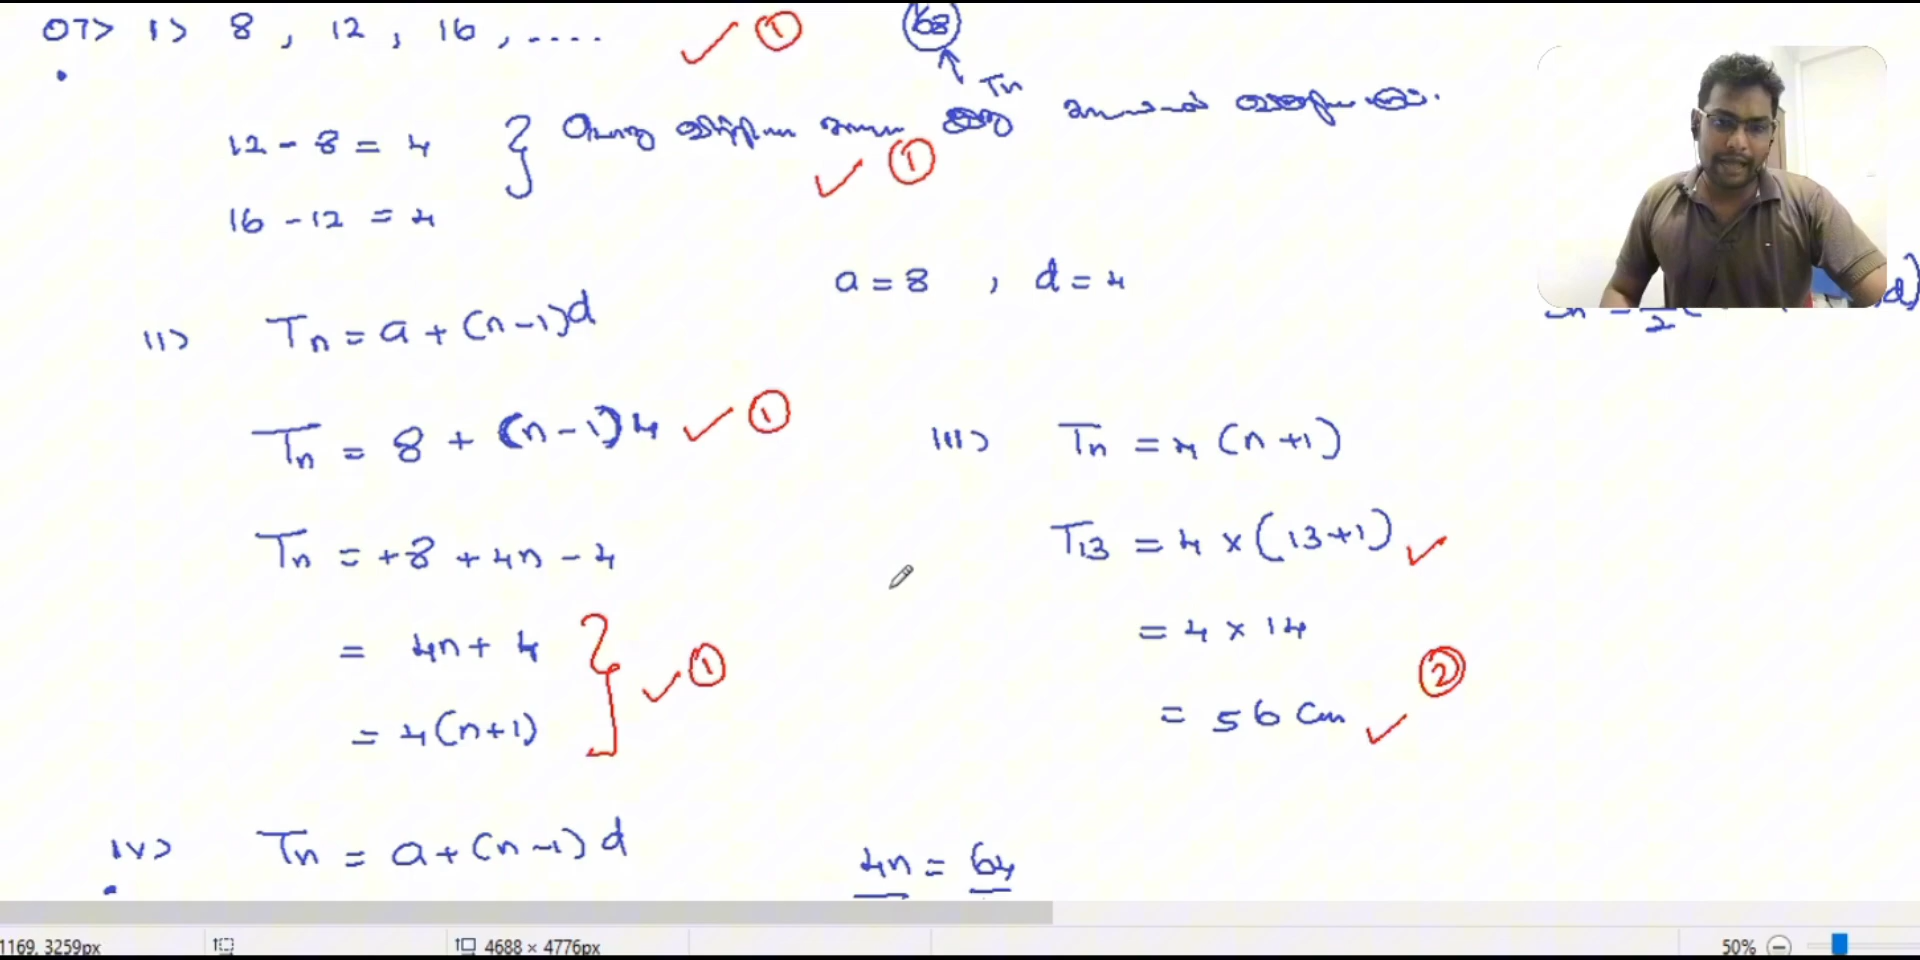 07> i> 8 , 12 , 16 , .... ✓ ①
68
Tn
12 - 8 = 4
✓ ①
16 - 12 = 4
a = 8 , d = 4
ii> Tn = a + (n-1)d
Tn = 8 + (n-1)4 ✓ ①
Tn = +8 + 4n - 4
= 4n + 4
✓ ①
= 4(n+1)
iii> Tn = 4(n+1)
T13 = 4 × (13+1) ✓
= 4 × 14
②
= 56 cm ✓
iv> Tn = a+(n-1)d
4n = 64
1169, 3259px
4688 × 4776px
50%